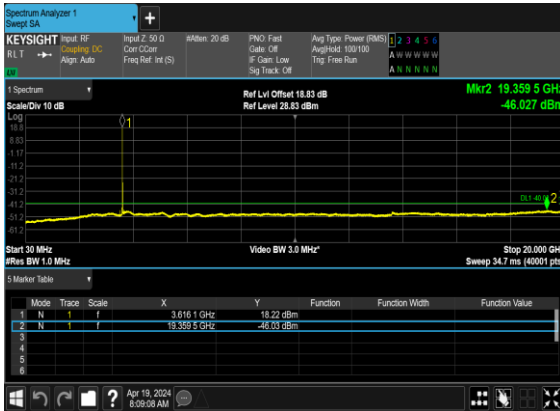 Spectrum Analyzer 1
Swept SA
+
KEYSIGHT Input: RF Input Z: 50 Ω #Atten: 20 dB PNO: Fast Avg Type: Power (RMS) 1 2 3 4 5 6
RLT Coupling: DC Corr CCorr Gate: Off Avg|Hold: 100/100 A W W W W W
Align: Auto Freq Ref: Int (S) IF Gain: Low Trig: Free Run
Sig Track: Off A N N N N N
LXI
1 Spectrum Ref Lvl Offset 18.83 dB Mkr2 19.359 5 GHz
Scale/Div 10 dB Ref Level 28.83 dBm -46.027 dBm
Log
18.8
8.83
-1.17
-11.2
-21.2
-31.2
-41.2
-51.2
-61.2
1
2
Start 30 MHz Video BW 3.0 MHz* Stop 20.000 GHz
#Res BW 1.0 MHz Sweep 34.7 ms (40001 pts)
5 Marker Table
Mode Trace Scale X Y Function Function Width Function Value
1 N 1 f 3.616 1 GHz 18.22 dBm
2 N 1 f 19.359 5 GHz -46.03 dBm
3
4
5
6
? Apr 19, 2024
8:09:08 AM